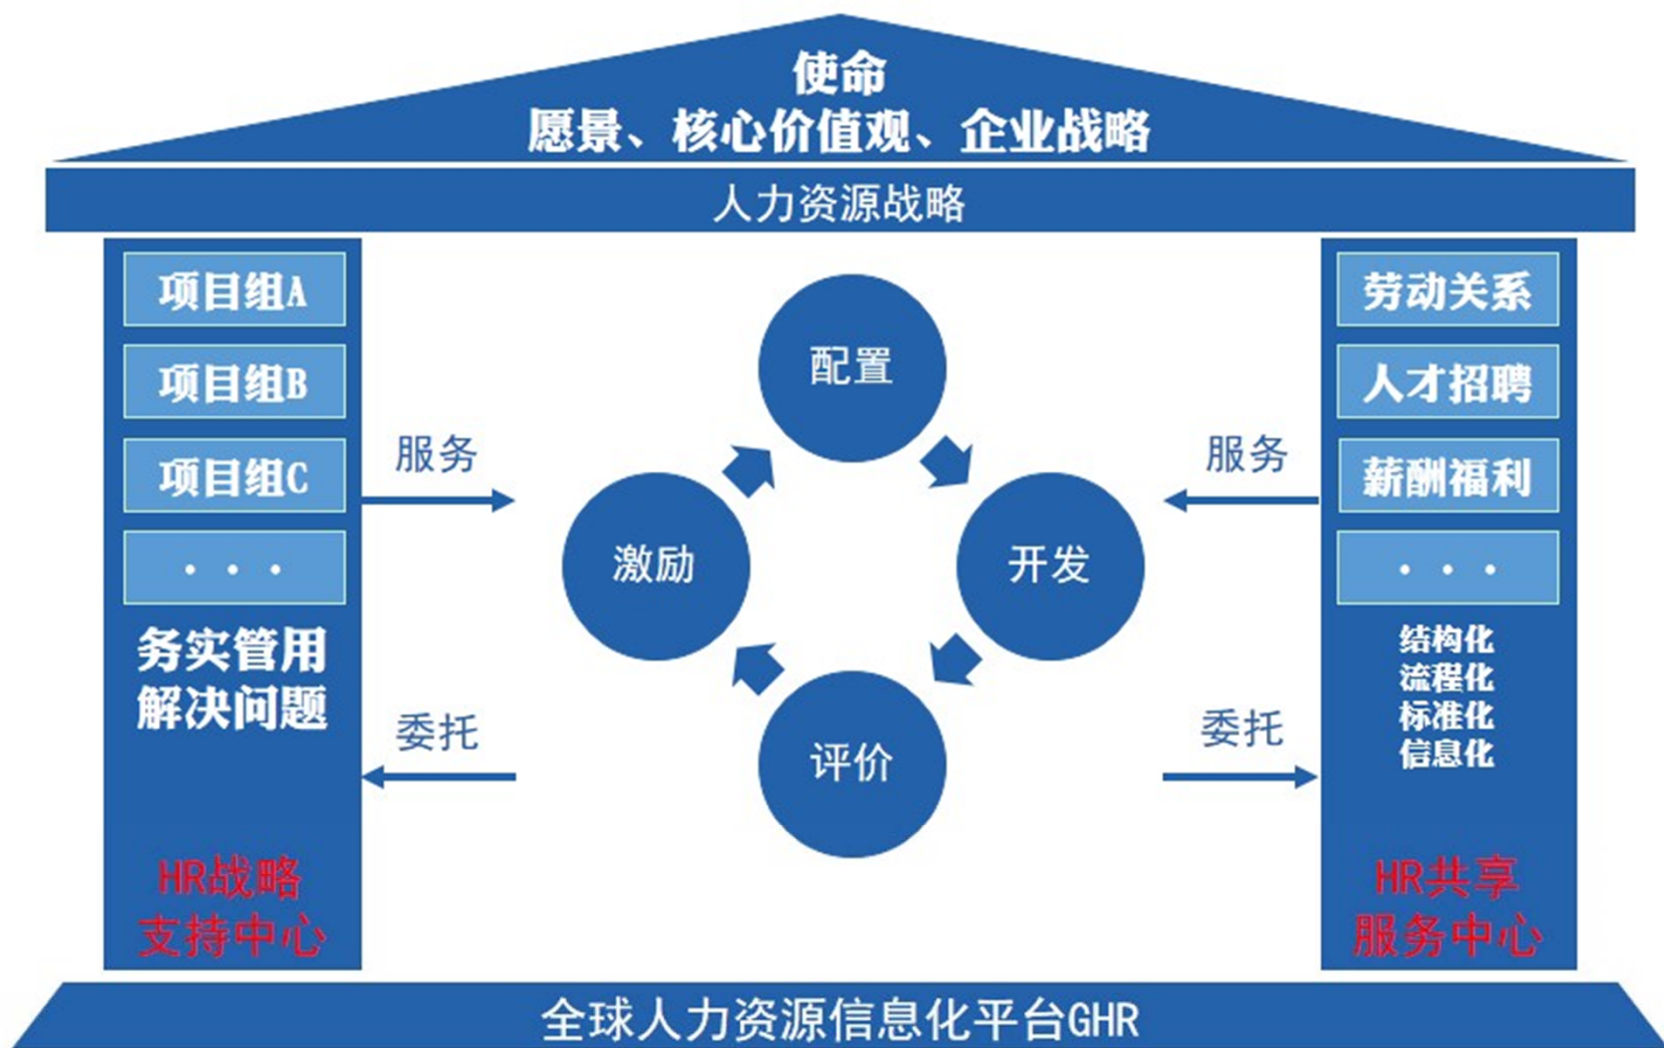 使命
愿景、核心价值观、企业战略
人力资源战略
项目组A
项目组B
项目组C
...
务实管用
解决问题
HR战略
支持中心
服务
委托
配置
开发
评价
激励
服务
委托
劳动关系
人才招聘
薪酬福利
...
结构化
流程化
标准化
信息化
HR共享
服务中心
全球人力资源信息化平台GHR